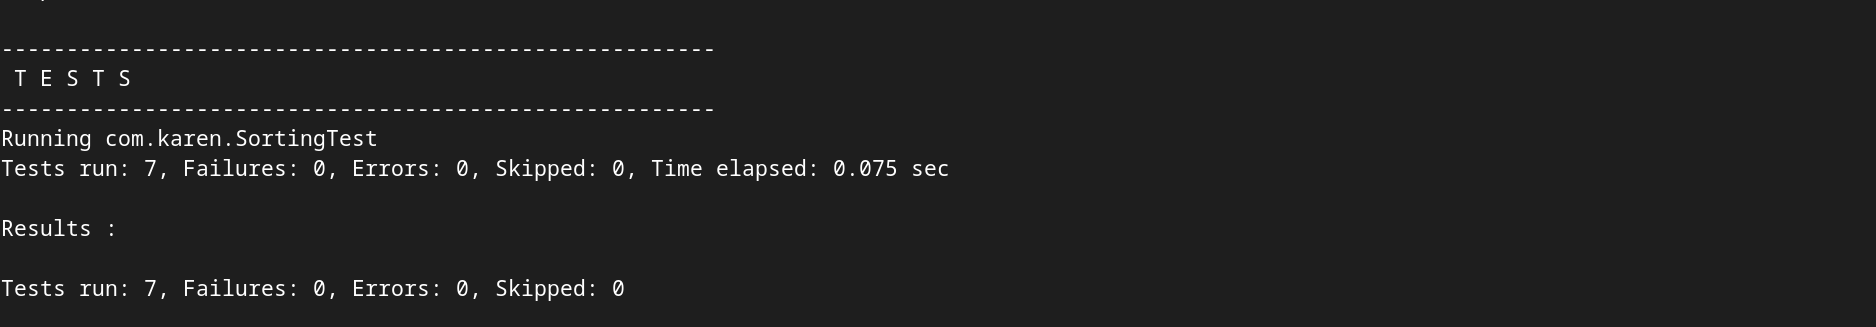 -------------------------------------------------------
T E S T S
-------------------------------------------------------
Running com.karen.SortingTest
Tests run: 7, Failures: 0, Errors: 0, Skipped: 0, Time elapsed: 0.075 sec
Results :
Tests run: 7, Failures: 0, Errors: 0, Skipped: 0